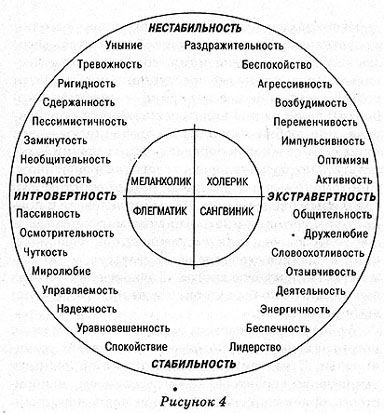 НЕСТАБИЛЬНОСТЬ
Уныние Раздражительность
Тревожность Беспокойство
Ригидность Агрессивность
Сдержанность Возбудимость
Пессимистичность Переменчивость
Замкнутость Импульсивность
Необщительность Оптимизм
Покладистость Активность
МЕЛАНХОЛИК ХОЛЕРИК
ИНТРОВЕРТНОСТЬ ЭКСТРАВЕРТНОСТЬ
ФЛЕГМАТИК САНГВИНИК
Пассивность Общительность
Осмотрительность Дружелюбие
Чуткость Словоохотливость
Миролюбие Отзывчивость
Управляемость Деятельность
Надежность Энергичность
Уравновешенность Беспечность
Спокойствие Лидерство
СТАБИЛЬНОСТЬ
Рисунок 4